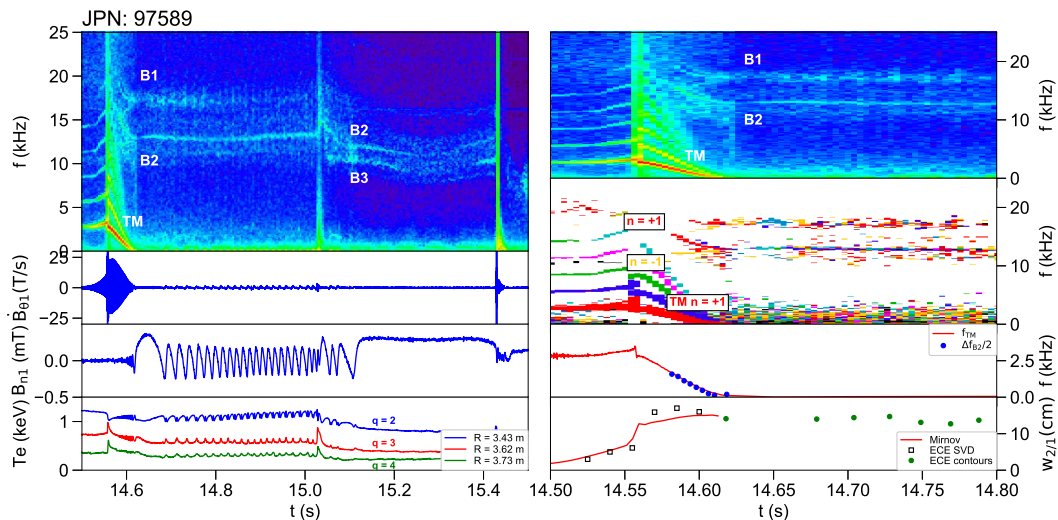 JPN: 97589
25
20
15
10
5
0
f (kHz)
B1
B2
TM
B2
B3
25
0
−25
Ḃθ1 (T/s)
0.0
−0.5
Bn1 (mT)
1
0
Te (keV)
q = 2
q = 3
q = 4
R = 3.43 m
R = 3.62 m
R = 3.73 m
14.6 14.8 15.0 15.2 15.4
t (s)
20
10
0
f (kHz)
B1
B2
TM
20
10
0
f (kHz)
n = +1
n = -1
TM n = +1
2.5
0.0
f (kHz)
fTM
ΔfB2/2
10
0
w2/1(cm)
Mirnov
ECE SVD
ECE contours
14.50 14.55 14.60 14.65 14.70 14.75 14.80
t (s)